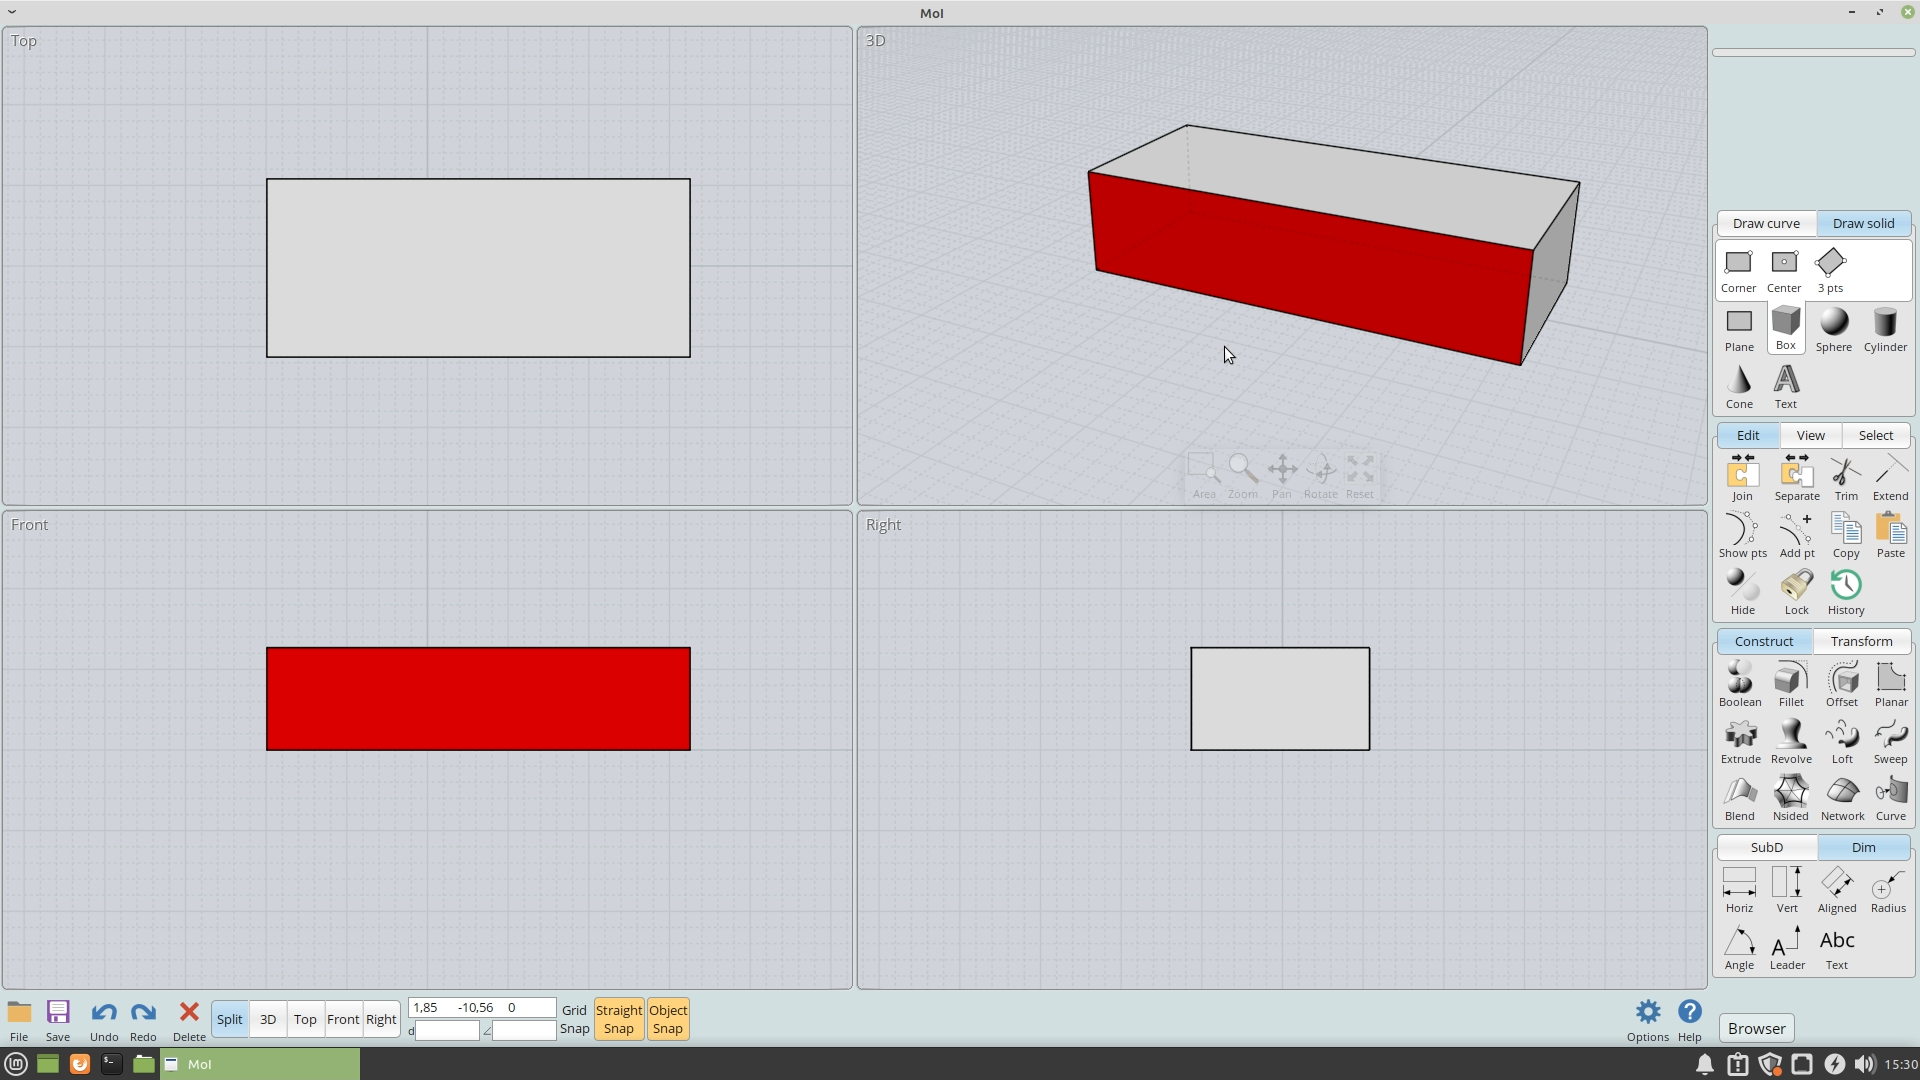 MoI
Top
3D
Draw curve Draw solid
Corner Center 3 pts
Plane Box Sphere Cylinder
Cone Text
Edit View Select
Area Zoom Pan Rotate Reset
Join Separate Trim Extend
Front
Right
Show pts Add pt Copy Paste
Hide Lock History
Construct Transform
Boolean Fillet Offset Planar
Extrude Revolve Loft Sweep
Blend Nsided Network Curve
SubD Dim
Horiz Vert Aligned Radius
A Abc
Angle Leader Text
File Save Undo Redo Delete
Split 3D Top Front Right
1,85 -10,56 0
d
Grid Snap
Straight Snap
Object Snap
Options Help
Browser
MoI
15:30